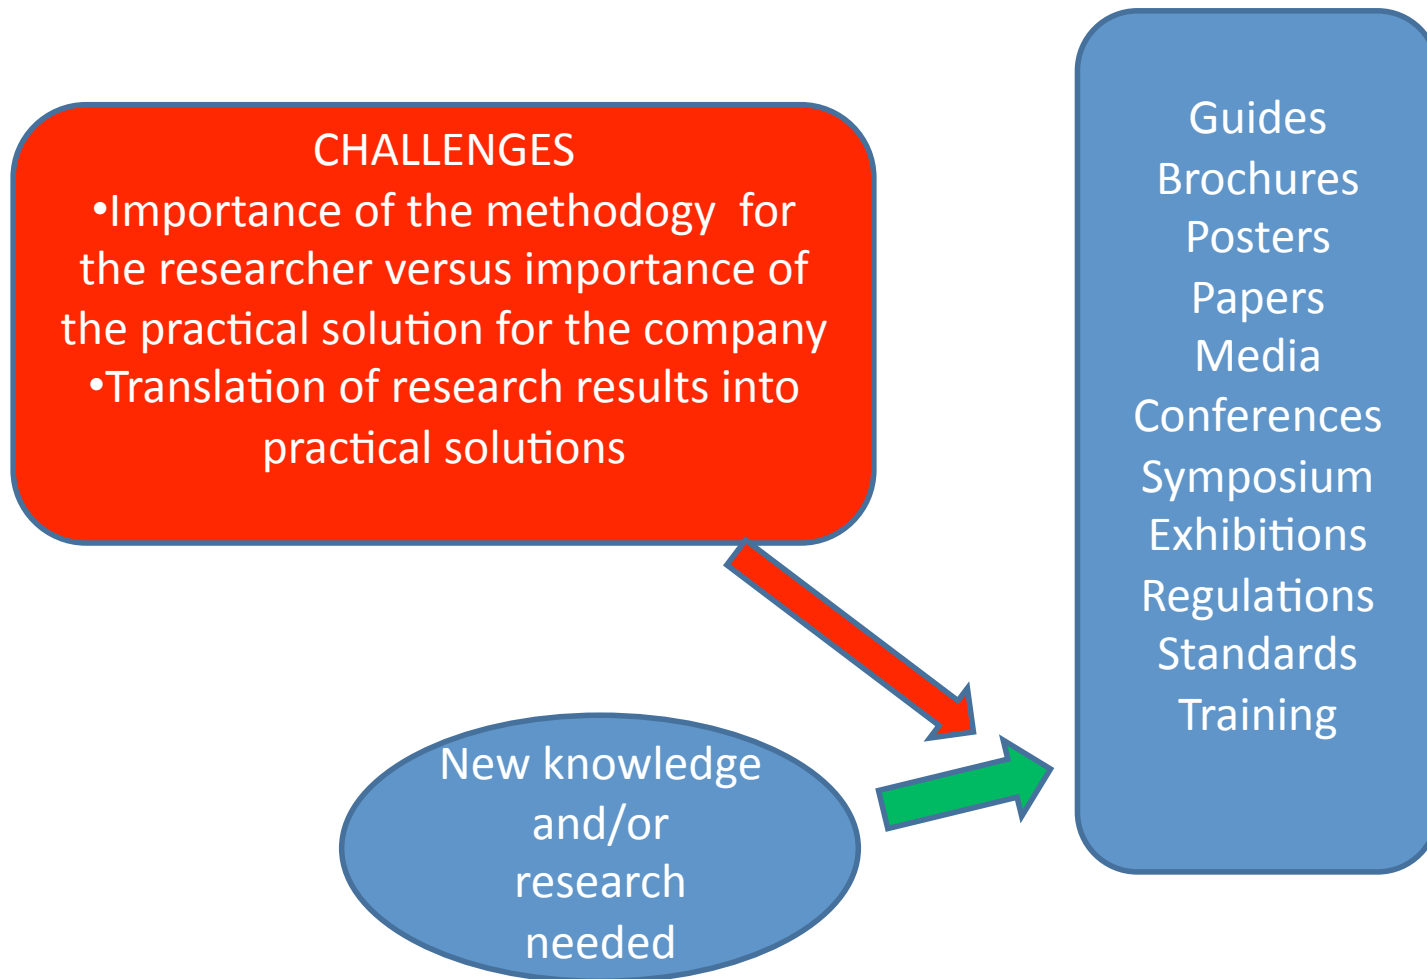 CHALLENGES
•Importance of the methodogy  for
the researcher versus importance of
the practical solution for the company
•Translation of research results into
practical solutions
Guides
Brochures
Posters
Papers
Media
Conferences
Symposium
Exhibitions
Regulations
Standards
Training
New knowledge
and/or
research
needed